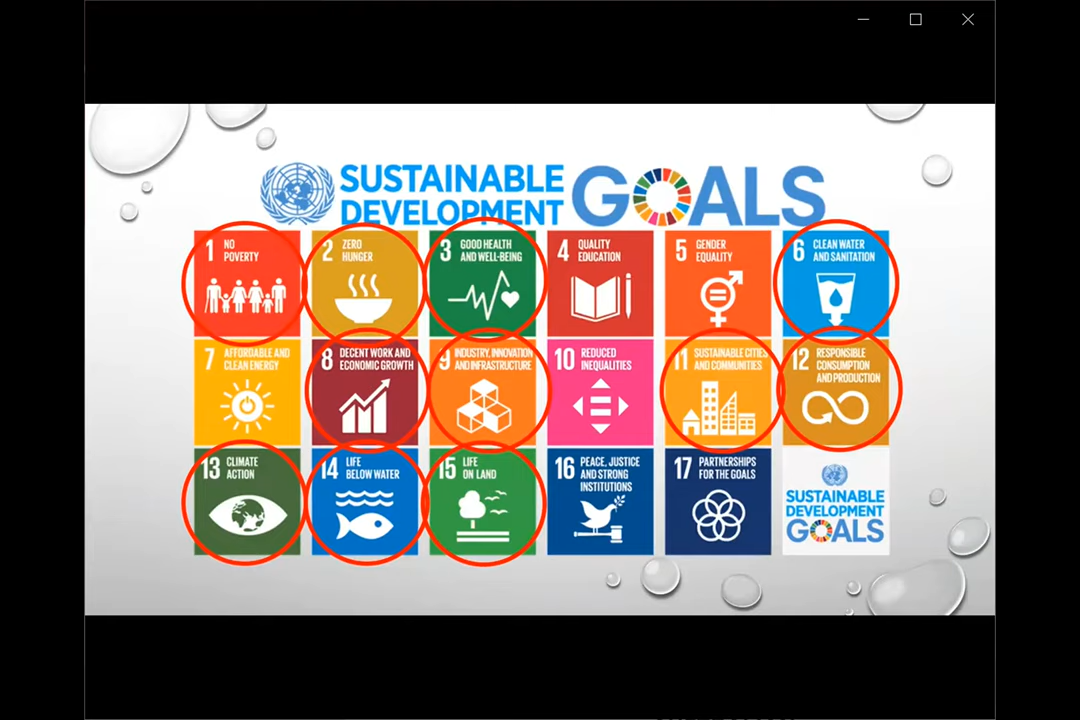 SUSTAINABLE
DEVELOPMENT
GOALS
1 NO
POVERTY
2 ZERO
HUNGER
3 GOOD HEALTH
AND WELL-BEING
4 QUALITY
EDUCATION
5 GENDER
EQUALITY
6 CLEAN WATER
AND SANITATION
7 AFFORDABLE AND
CLEAN ENERGY
8 DECENT WORK AND
ECONOMIC GROWTH
9 INDUSTRY, INNOVATION
AND INFRASTRUCTURE
10 REDUCED
INEQUALITIES
11 SUSTAINABLE CITIES
AND COMMUNITIES
12 RESPONSIBLE
CONSUMPTION
AND PRODUCTION
13 CLIMATE
ACTION
14 LIFE
BELOW WATER
15 LIFE
ON LAND
16 PEACE, JUSTICE
AND STRONG
INSTITUTIONS
17 PARTNERSHIPS
FOR THE GOALS
SUSTAINABLE
DEVELOPMENT
GOALS